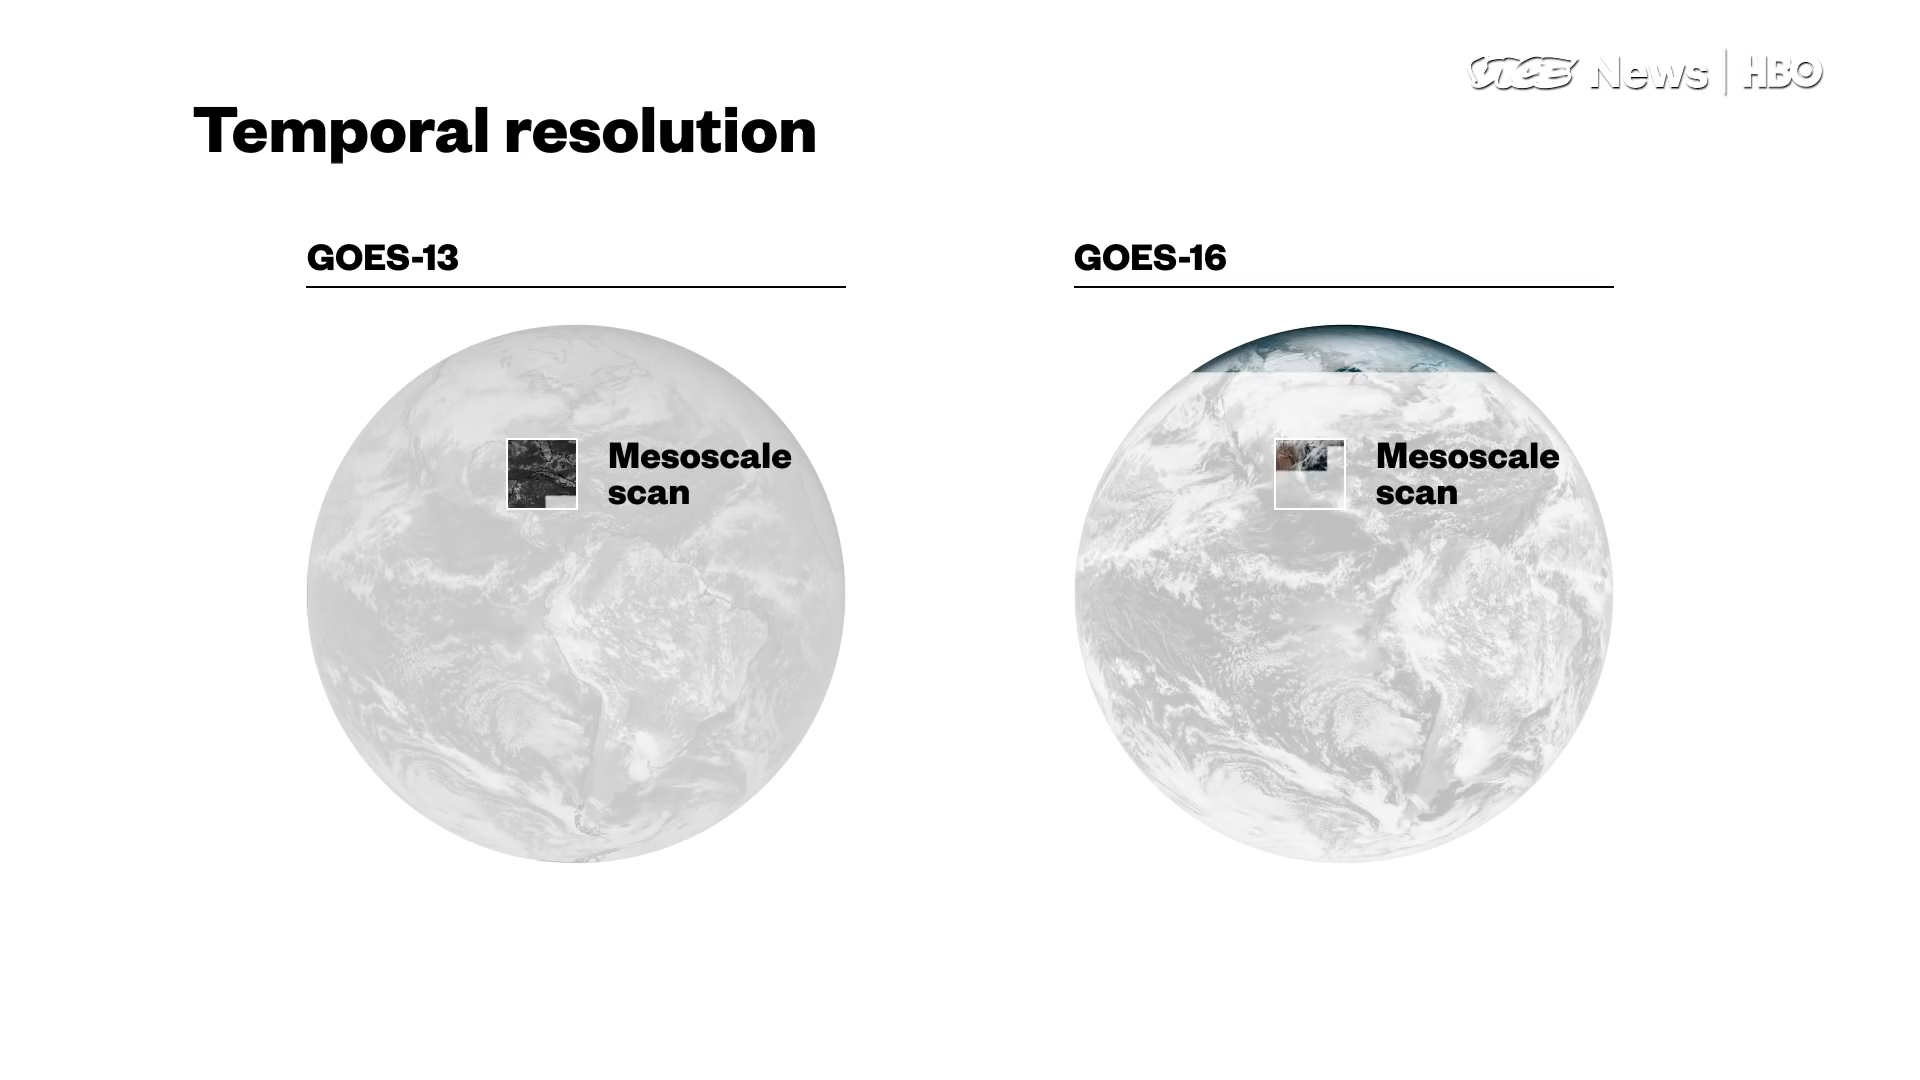 VICE News | HBO
Temporal resolution
GOES-13
GOES-16
Mesoscale
scan
Mesoscale
scan